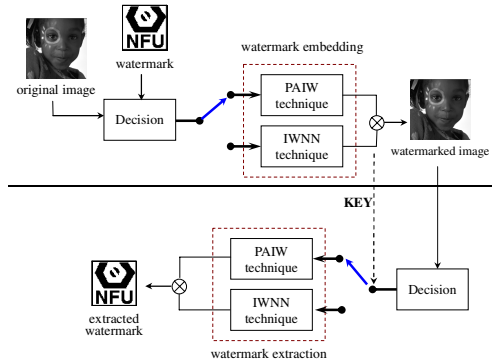 NFU
watermark
original image
Decision
watermark embedding
PAIW
technique
IWNN
technique
watermarked image
KEY
PAIW
technique
IWNN
technique
watermark extraction
Decision
NFU
extracted
watermark